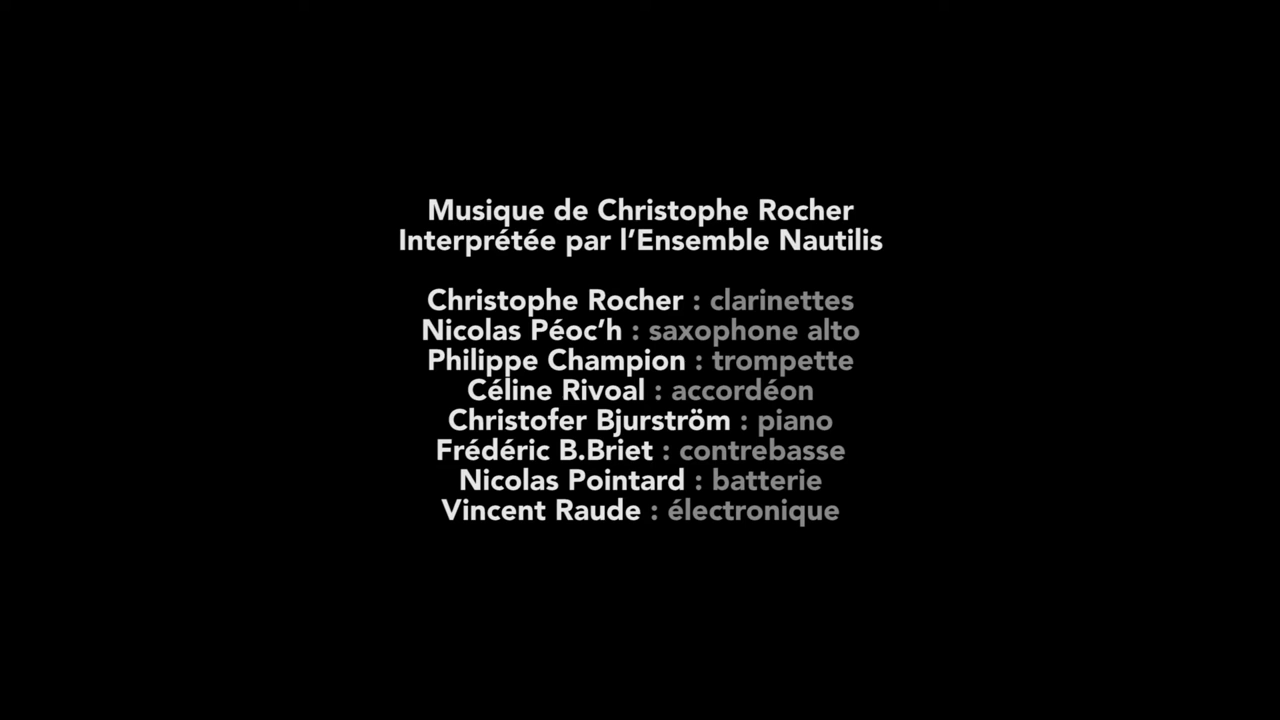 Musique de Christophe Rocher
Interprétée par l’Ensemble Nautilis
Christophe Rocher : clarinettes
Nicolas Péoc’h : saxophone alto
Philippe Champion : trompette
Céline Rivoal : accordéon
Christofer Bjurström : piano
Frédéric B.Briet : contrebasse
Nicolas Pointard : batterie
Vincent Raude : électronique